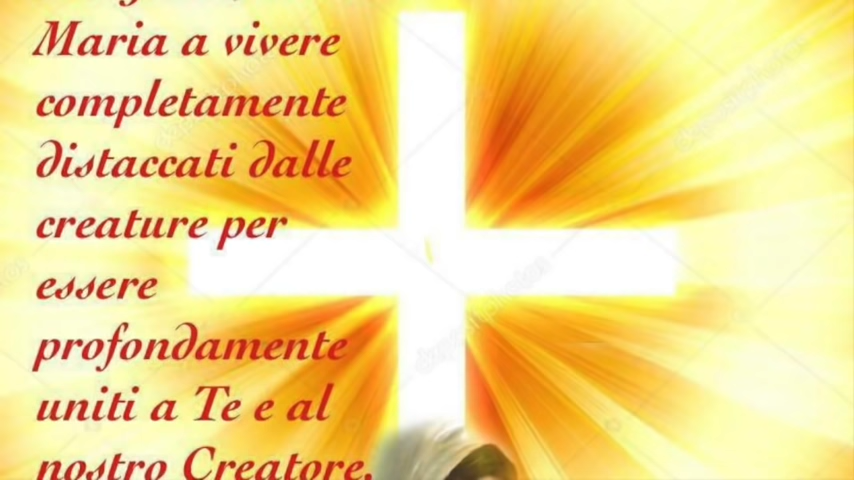 Maria a vivere
completamente
distaccati dalle
creature per
essere
profondamente
uniti a Te e al
nostro Creatore.